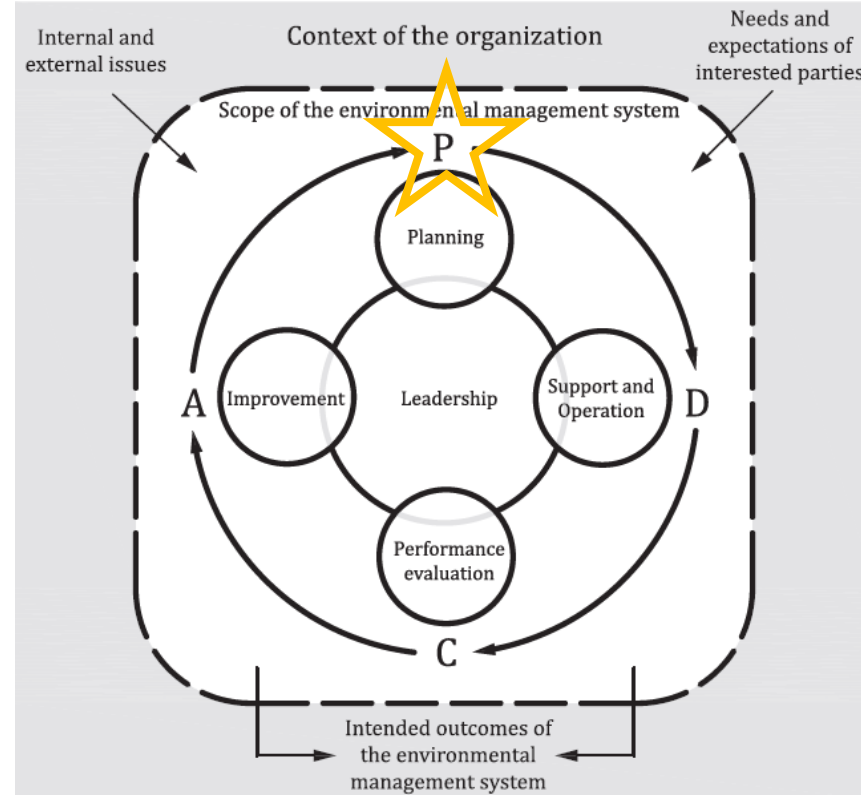 Internal and
external issues
Context of the organization
Needs and
expectations of
interested parties
Scope of the environmental management system
P
Planning
A
Improvement
Leadership
Support and
Operation
D
Performance
evaluation
C
Intended outcomes of
the environmental
management system